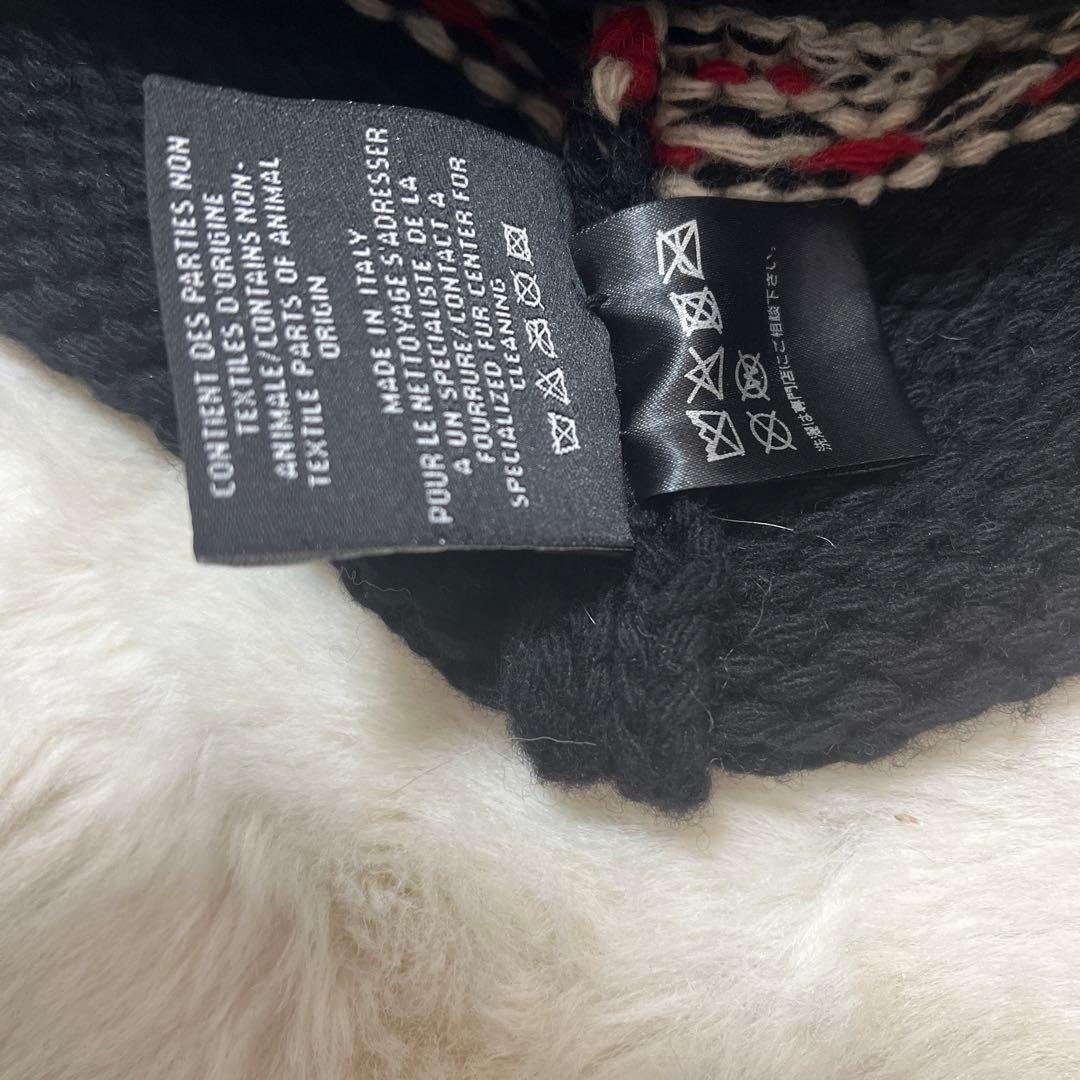 CONTIENT DES PARTIES NON
TEXTILES D'ORIGINE
ANIMALE/CONTAINS NON-
TEXTILE PARTS OF ANIMAL
ORIGIN
MADE IN ITALY
POUR LE NETTOYAGE S'ADRESSER
A UN SPECIALISTE DE LA
FOURRURE/CONTACT A
SPECIALIZED FUR CENTER FOR
CLEANING
洗濯は専門店にご相談下さい。